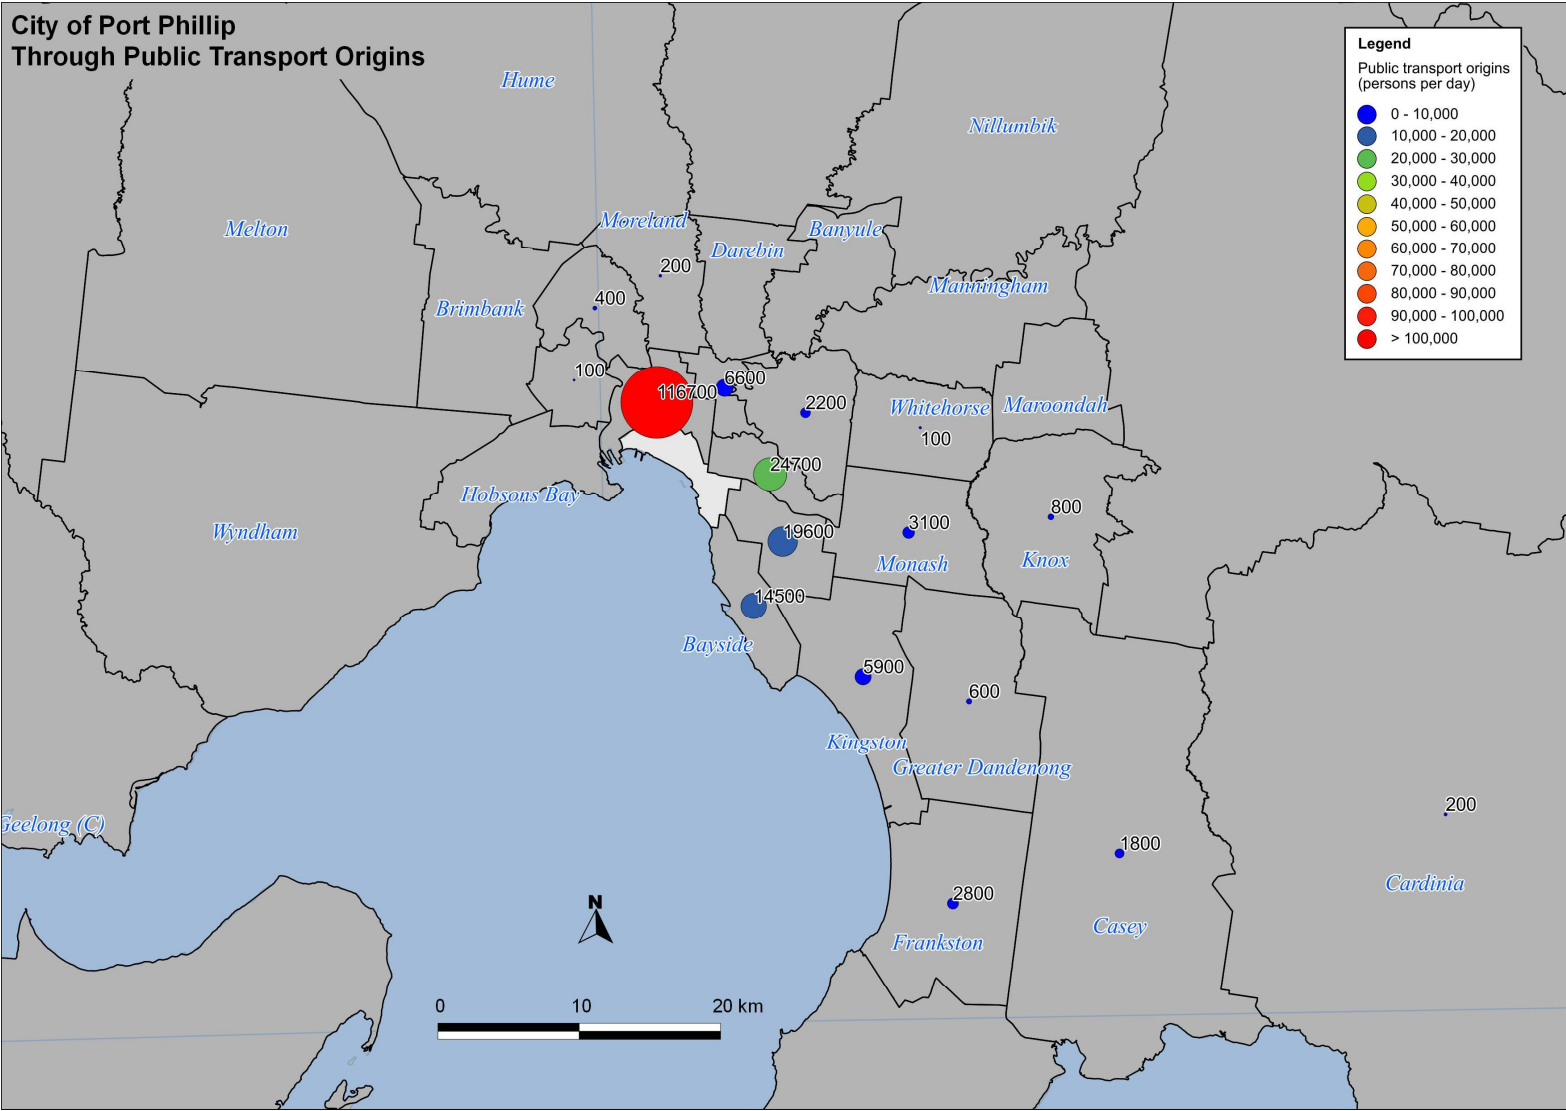 City of Port Phillip
Through Public Transport Origins
Legend
Public transport origins
(persons per day)
0 - 10,000
10,000 - 20,000
20,000 - 30,000
30,000 - 40,000
40,000 - 50,000
50,000 - 60,000
60,000 - 70,000
70,000 - 80,000
80,000 - 90,000
90,000 - 100,000
> 100,000
Hume
Nillumbik
Melton
Moreland
Darebin
Banyule
200
Brimbank
400
Manningham
100
116700
6600
2200
Whitehorse
Maroondah
100
24700
Hobsons Bay
Wyndham
19600
3100
800
Monash
Knox
14500
Bayside
5900
600
Kingston
Greater Dandenong
Geelong (C)
200
1800
Cardinia
2800
Casey
Frankston
N
0 10 20 km